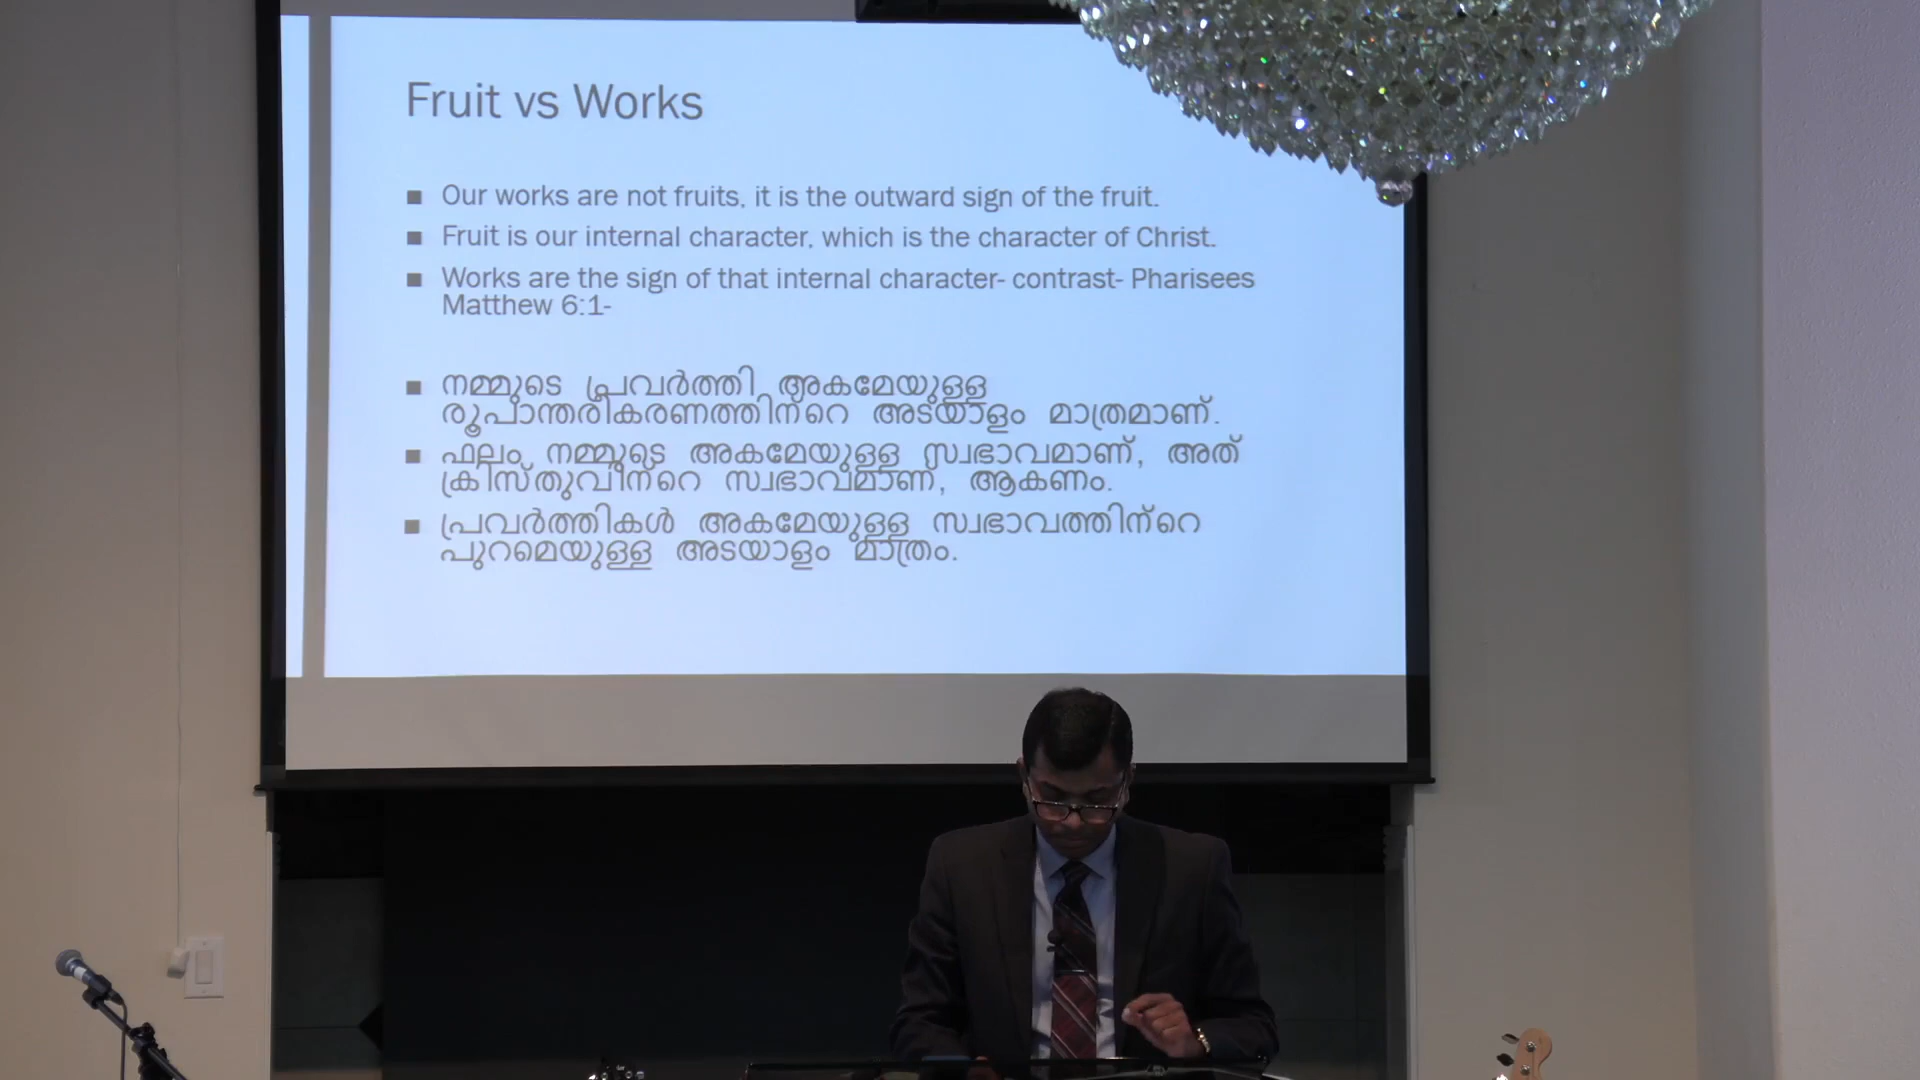 Fruit vs Works
Our works are not fruits, it is the outward sign of the fruit.
Fruit is our internal character, which is the character of Christ.
Works are the sign of that internal character- contrast- Pharisees
Matthew 6:1-
നമ്മുടെ പ്രവർത്തി അകമേയുള്ള
രൂപാന്തരീകരണത്തിന്റെ അടയാളം മാത്രമാണ്.
ഫലം നമ്മുടെ അകമേയുള്ള സ്വഭാവമാണ്, അത്
ക്രിസ്തുവിന്റെ സ്വഭാവമാണ്, ആകണം.
പ്രവർത്തികൾ അകമേയുള്ള സ്വഭാവത്തിന്റെ
പുറമെയുള്ള അടയാളം മാത്രം.